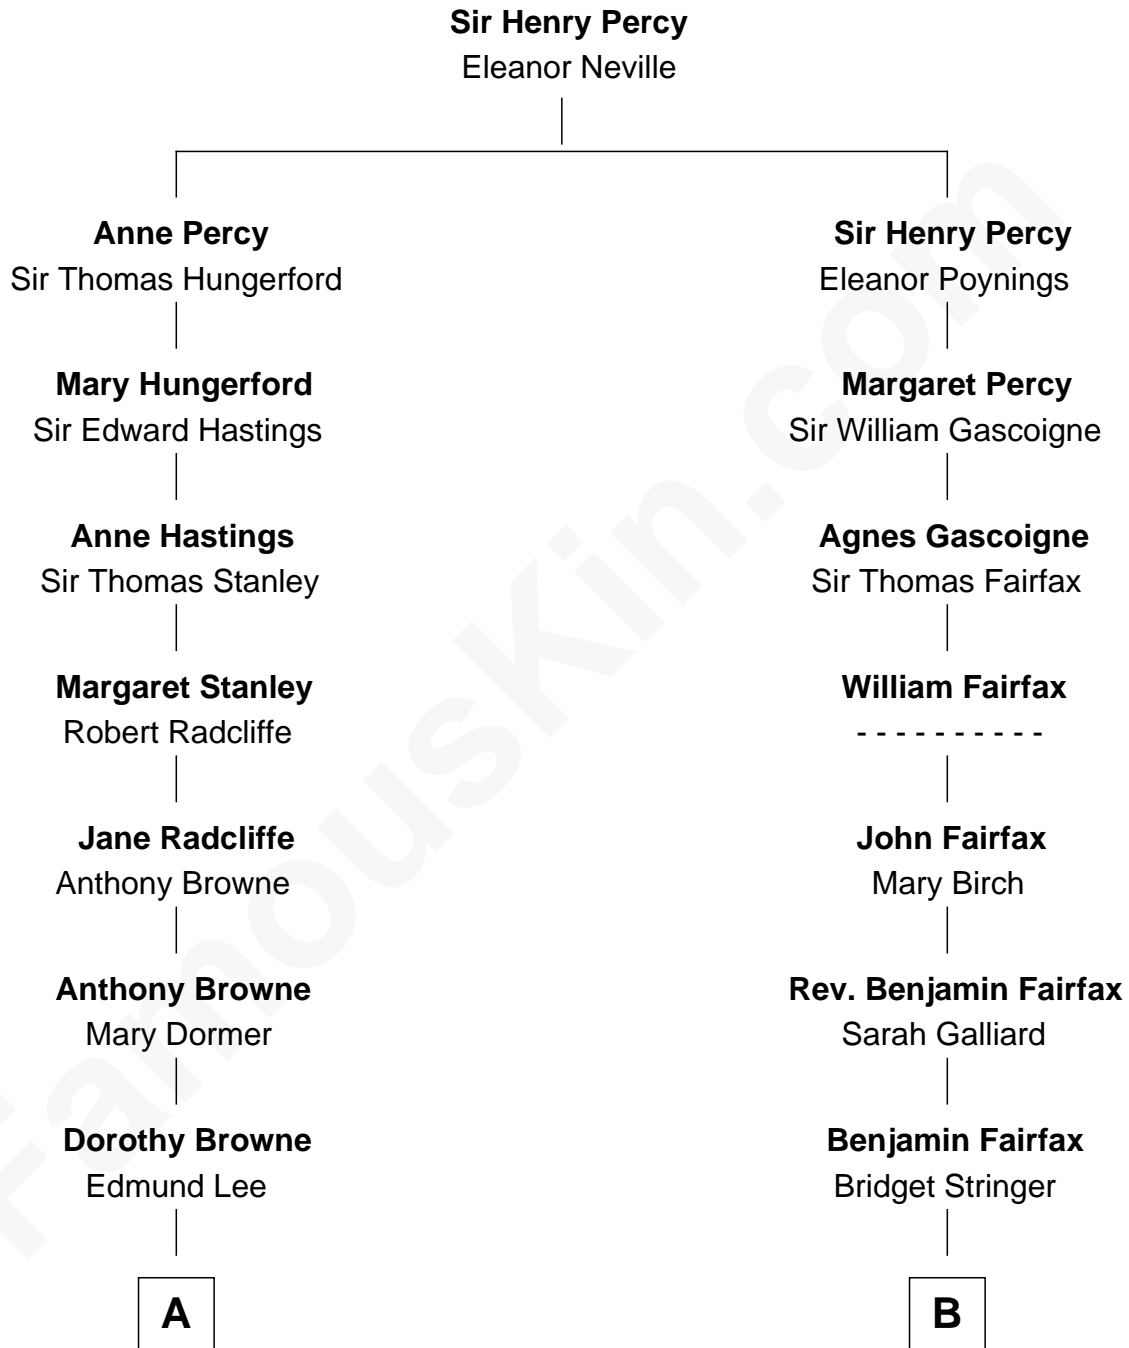 Sir Henry Percy
Eleanor Neville
Anne Percy
Sir Thomas Hungerford
Sir Henry Percy
Eleanor Poynings
Mary Hungerford
Sir Edward Hastings
Margaret Percy
Sir William Gascoigne
Anne Hastings
Sir Thomas Stanley
Agnes Gascoigne
Sir Thomas Fairfax
Margaret Stanley
Robert Radcliffe
William Fairfax
- - - - - - - - - -
Jane Radcliffe
Anthony Browne
John Fairfax
Mary Birch
Anthony Browne
Mary Dormer
Rev. Benjamin Fairfax
Sarah Galliard
Dorothy Browne
Edmund Lee
Benjamin Fairfax
Bridget Stringer
A
B
FamousKin.com